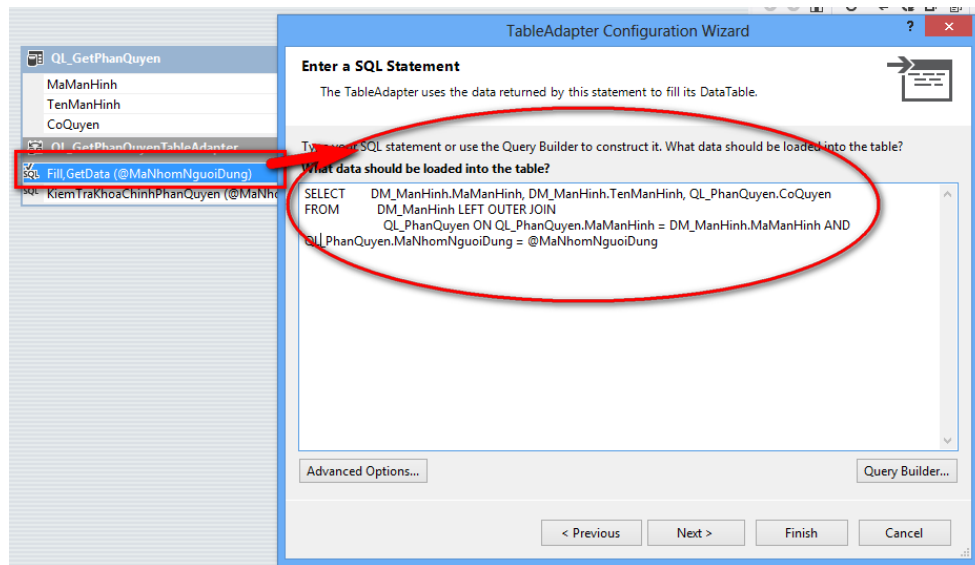 TableAdapter Configuration Wizard
?
QL_GetPhanQuyen
MaManHinh
TenManHinh
CoQuyen
QL_GetPhanQuyenTableAdapter
SQL Fill,GetData (@MaNhomNguoiDung)
SQL KiemTraKhoaChinhPhanQuyen (@MaNh
Enter a SQL Statement
The TableAdapter uses the data returned by this statement to fill its DataTable.
Type your SQL statement or use the Query Builder to construct it. What data should be loaded into the table?
What data should be loaded into the table?
SELECT DM_ManHinh.MaManHinh, DM_ManHinh.TenManHinh, QL_PhanQuyen.CoQuyen
FROM DM_ManHinh LEFT OUTER JOIN
QL_PhanQuyen ON QL_PhanQuyen.MaManHinh = DM_ManHinh.MaManHinh AND
QL_PhanQuyen.MaNhomNguoiDung = @MaNhomNguoiDung
Advanced Options...
Query Builder...
< Previous
Next >
Finish
Cancel